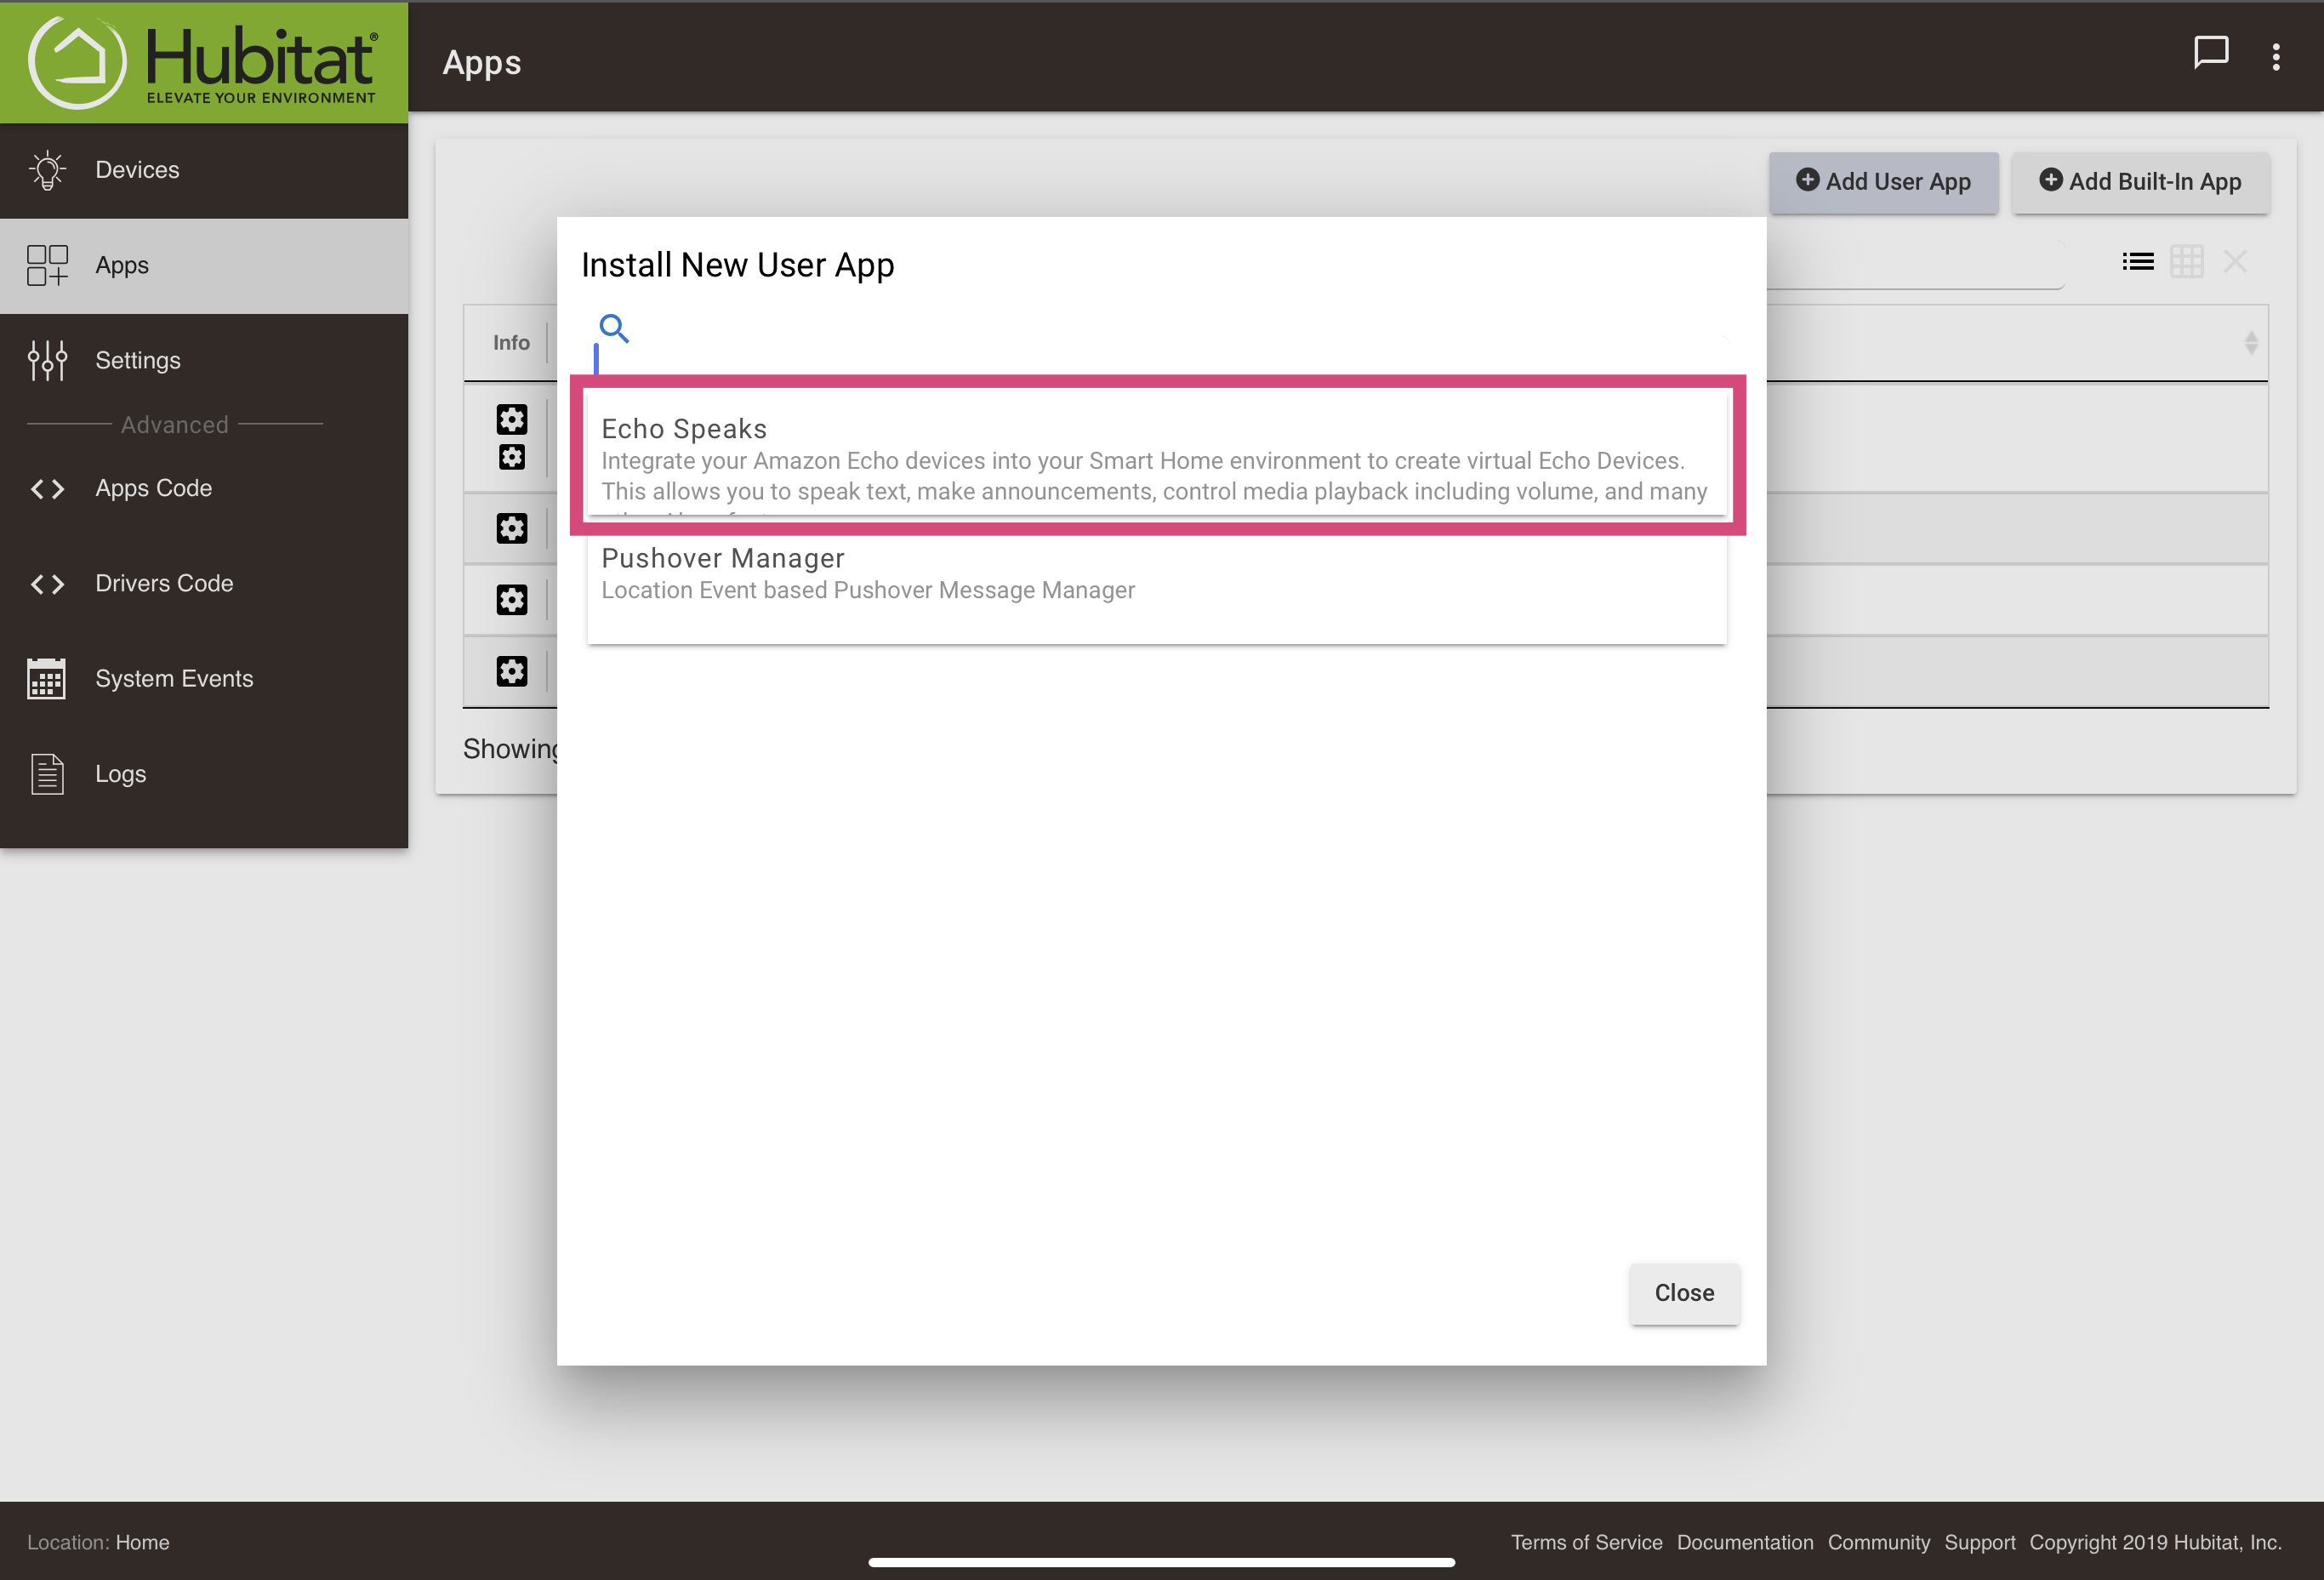 Hubitat®
ELEVATE YOUR ENVIRONMENT
Apps
Devices
Apps
Settings
Advanced
Apps Code
Drivers Code
System Events
Logs
Add User App
Add Built-In App
Info
Showing
Install New User App
Echo Speaks
Integrate your Amazon Echo devices into your Smart Home environment to create virtual Echo Devices.
This allows you to speak text, make announcements, control media playback including volume, and many
Pushover Manager
Location Event based Pushover Message Manager
Close
Location: Home
Terms of Service Documentation Community Support Copyright 2019 Hubitat, Inc.